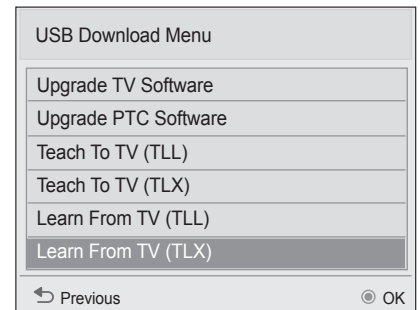 USB Download Menu
Upgrade TV Software
Upgrade PTC Software
Teach To TV (TLL)
Teach To TV (TLX)
Learn From TV (TLL)
Learn From TV (TLX)
Previous
OK